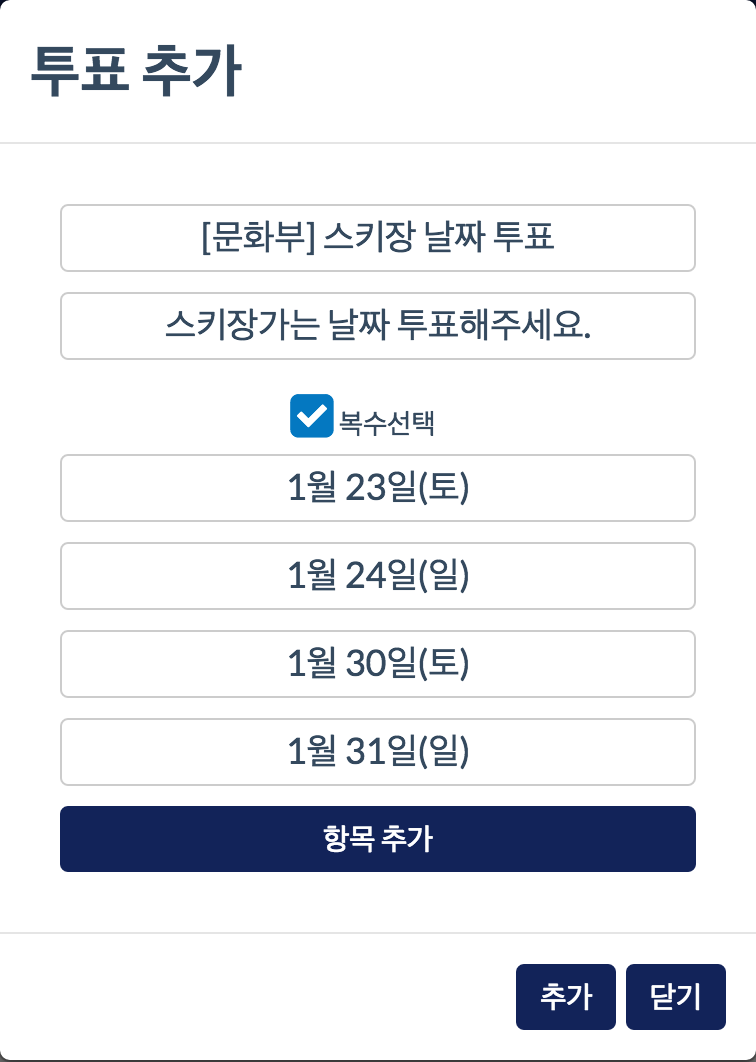 투표 추가
[문화부] 스키장 날짜 투표
스키장가는 날짜 투표해주세요.
복수선택
1월 23일(토)
1월 24일(일)
1월 30일(토)
1월 31일(일)
항목 추가
추가 닫기